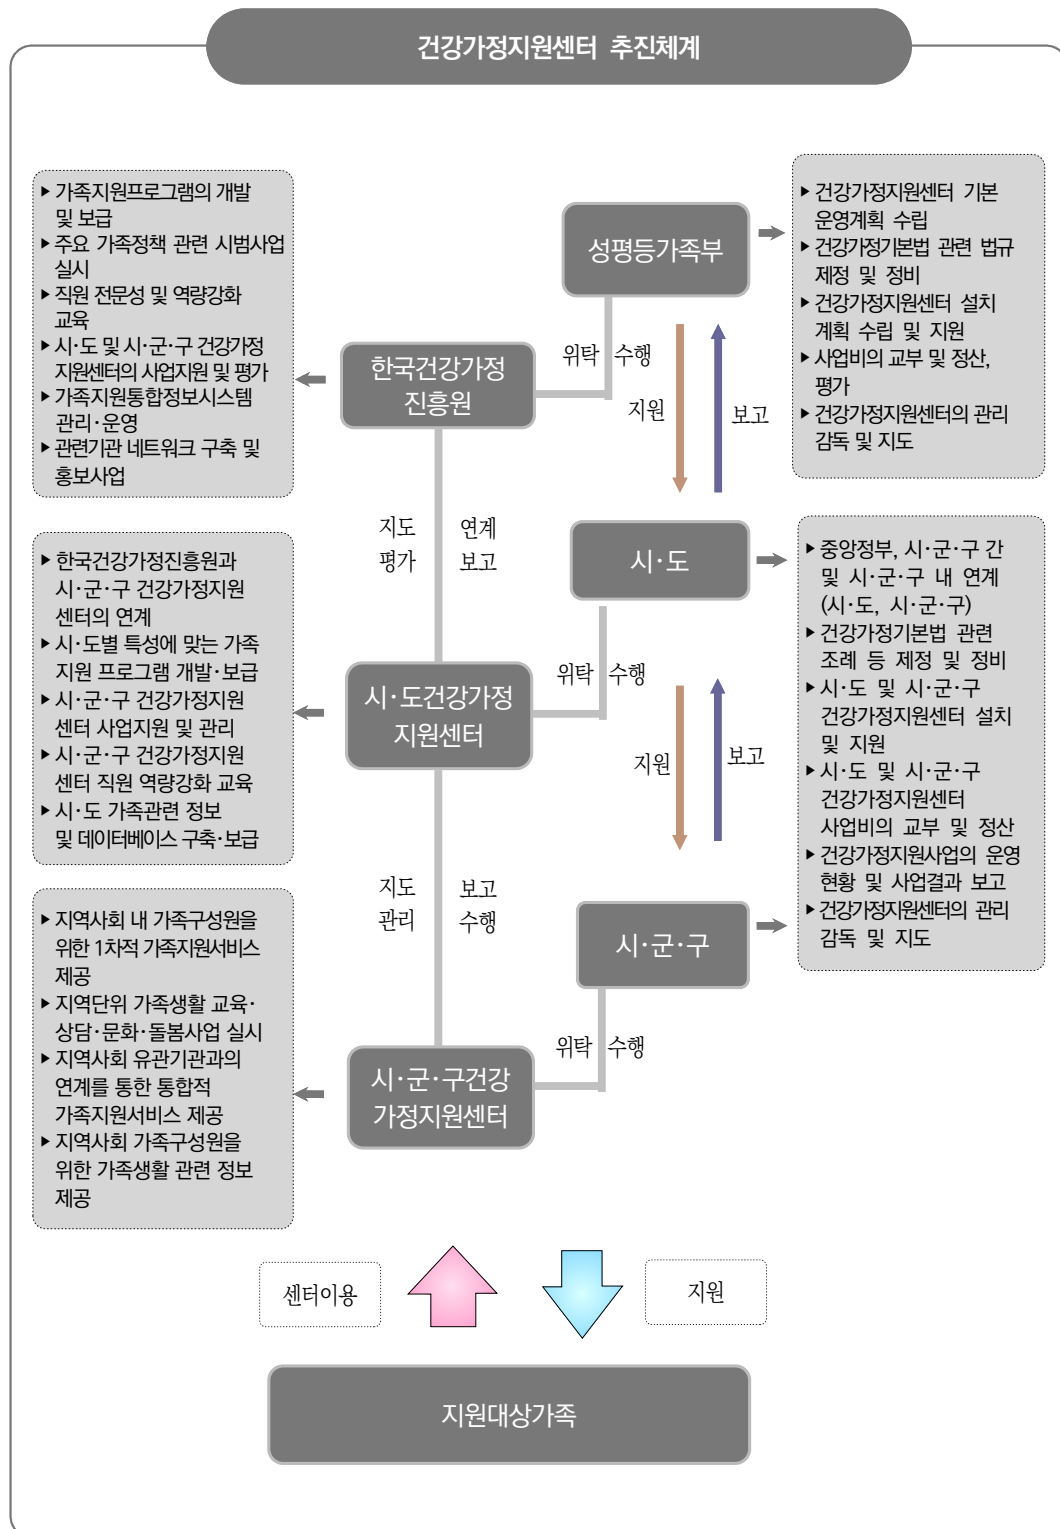 건강가정지원센터 추진체계
▶ 가족지원프로그램의 개발
및 보급
▶ 주요 가족정책 관련 시범사업
실시
▶ 직원 전문성 및 역량강화
교육
▶ 시·도 및 시·군·구 건강가정
지원센터의 사업지원 및 평가
▶ 가족지원통합정보시스템
관리·운영
▶ 관련기관 네트워크 구축 및
홍보사업
한국건강가정
진흥원
성평등가족부
위탁 수행
▶ 건강가정지원센터 기본
운영계획 수립
▶ 건강가정기본법 관련 법규
제정 및 정비
▶ 건강가정지원센터 설치
계획 수립 및 지원
▶ 사업비의 교부 및 정산,
평가
▶ 건강가정지원센터의 관리
감독 및 지도
지원
보고
지도 연계
평가 보고
▶ 한국건강가정진흥원과
시·군·구 건강가정지원
센터의 연계
▶ 시·도별 특성에 맞는 가족
지원 프로그램 개발·보급
▶ 시·군·구 건강가정지원
센터 사업지원 및 관리
▶ 시·군·구 건강가정지원
센터 직원 역량강화 교육
▶ 시·도 가족관련 정보
및 데이터베이스 구축·보급
시·도건강가정
지원센터
시·도
위탁 수행
▶ 중앙정부, 시·군·구 간
및 시·군·구 내 연계
(시·도, 시·군·구)
▶ 건강가정기본법 관련
조례 등 제정 및 정비
▶ 시·도 및 시·군·구
건강가정지원센터 설치
및 지원
▶ 시·도 및 시·군·구
건강가정지원센터
사업비의 교부 및 정산
▶ 건강가정지원사업의 운영
현황 및 사업결과 보고
▶ 건강가정지원센터의 관리
감독 및 지도
지원
보고
지도 보고
관리 수행
▶ 지역사회 내 가족구성원을
위한 1차적 가족지원서비스
제공
▶ 지역단위 가족생활 교육·
상담·문화·돌봄사업 실시
▶ 지역사회 유관기관과의
연계를 통한 통합적
가족지원서비스 제공
▶ 지역사회 가족구성원을
위한 가족생활 관련 정보
제공
시·군·구건강
가정지원센터
시·군·구
위탁 수행
센터이용
지원
지원대상가족